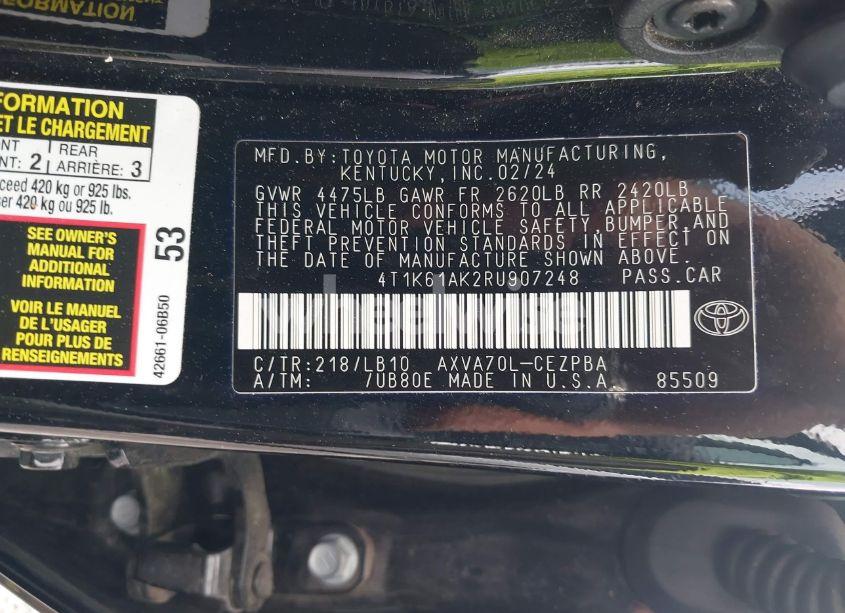 FORMATION
ET LE CHARGEMENT
ONT
NT: 2
REAR
ARRIÈRE: 3
ceed 420 kg or 925 lbs.
ser 420 kg ou 925 lb.
SEE OWNER'S
MANUAL FOR
ADDITIONAL
INFORMATION
VOIR LE MANUEL
DE L'USAGER
POUR PLUS DE
RENSEIGNEMENTS
53
42661-06B50
MFD.BY:TOYOTA MOTOR MANUFACTURING,
KENTUCKY,INC.02/24
GVWR 4475LB GAWR FR 2620LB RR 2420LB
THIS VEHICLE CONFORMS TO ALL APPLICABLE
FEDERAL MOTOR VEHICLE SAFETY,BUMPER,AND
THEFT PREVENTION STANDARDS IN EFFECT ON
THE DATE OF MANUFACTURE SHOWN ABOVE.
4T1K61AK2RU907248 PASS.CAR
wheelwise
C/TR:218/LB10 AXVA70L-CEZPBA
A/TM: /UB80E MADE IN U.S.A. 85509